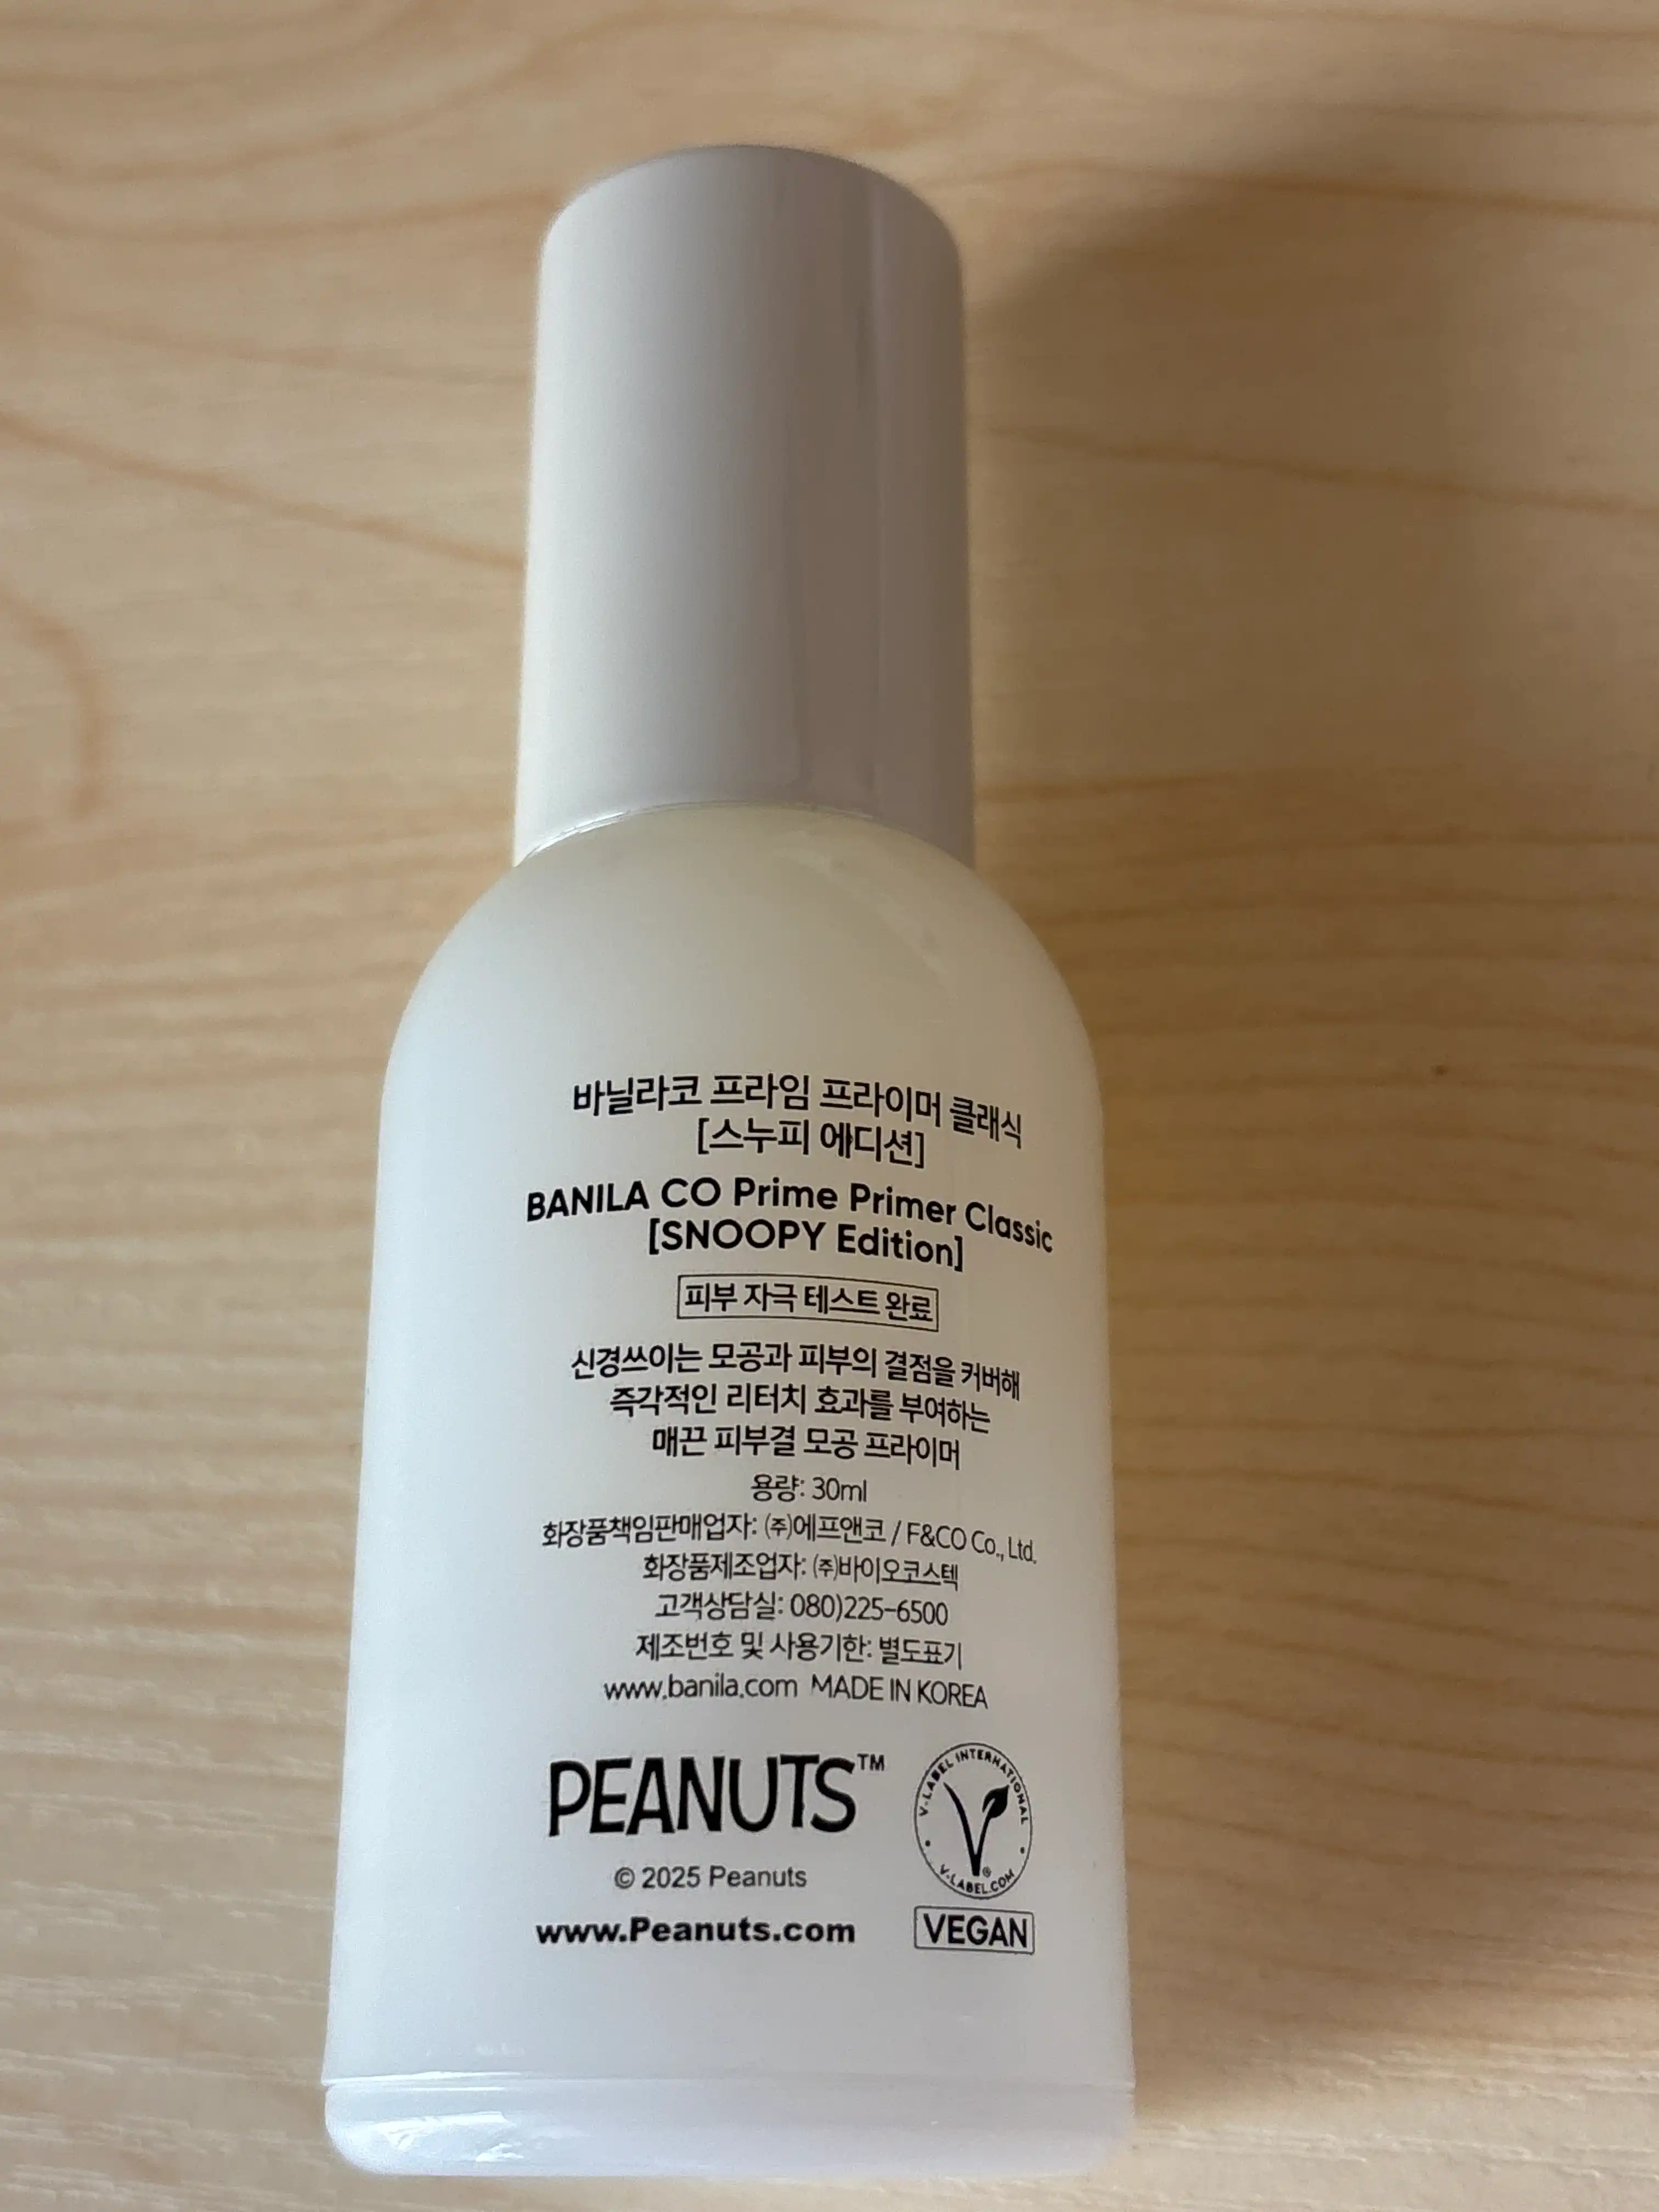 바닐라코 프라임 프라이머 클래식
[스누피 에디션]
BANILA CO Prime Primer Classic
[SNOOPY Edition]
피부 자극 테스트 완료
신경쓰이는 모공과 피부의 결점을 커버해
즉각적인 리터치 효과를 부여하는
매끈 피부결 모공 프라이머
용량: 30ml
화장품책임판매업자: ㈜에프앤코 / F&CO Co., Ltd.
화장품제조업자: ㈜바이오코스텍
고객상담실: 080)225-6500
제조번호 및 사용기한: 별도표기
www.banila.com MADE IN KOREA
PEANUTS™
© 2025 Peanuts
www.Peanuts.com
V-LABEL INTERNATIONAL
V-LABEL.COM
®
VEGAN